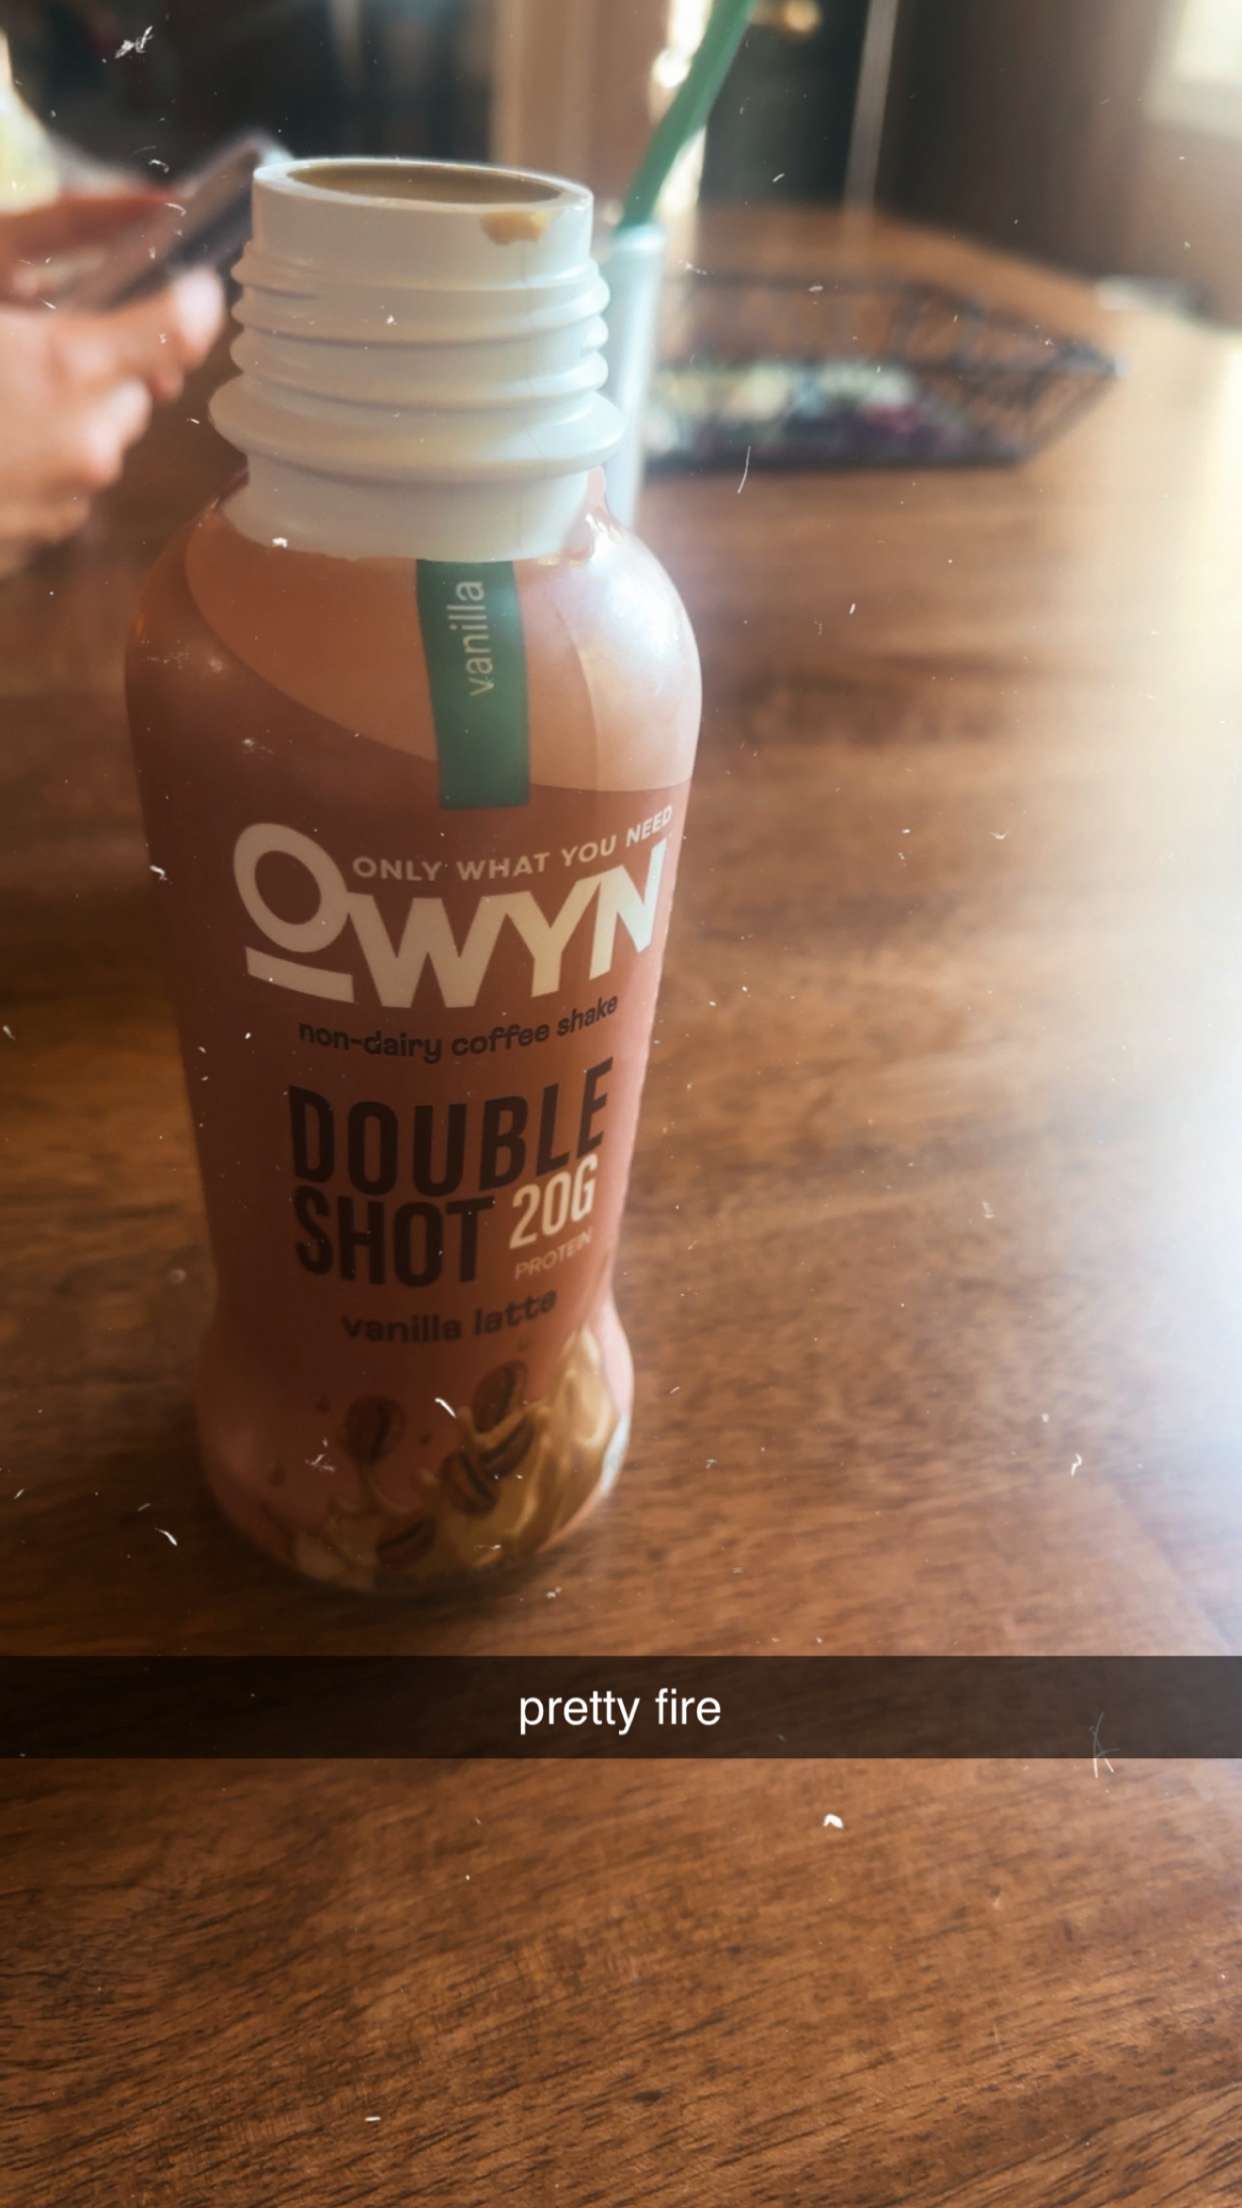 vanilla
ONLY WHAT YOU NEED
OWYN
non-dairy coffee shake
DOUBLE
SHOT 20G
PROTEIN
vanilla latte
pretty fire